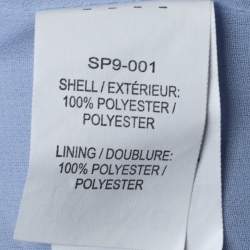 SP9-001
SHELL / EXTÉRIEUR:
100% POLYESTER /
POLYESTER
LINING / DOUBLURE:
100% POLYESTER /
POLYESTER